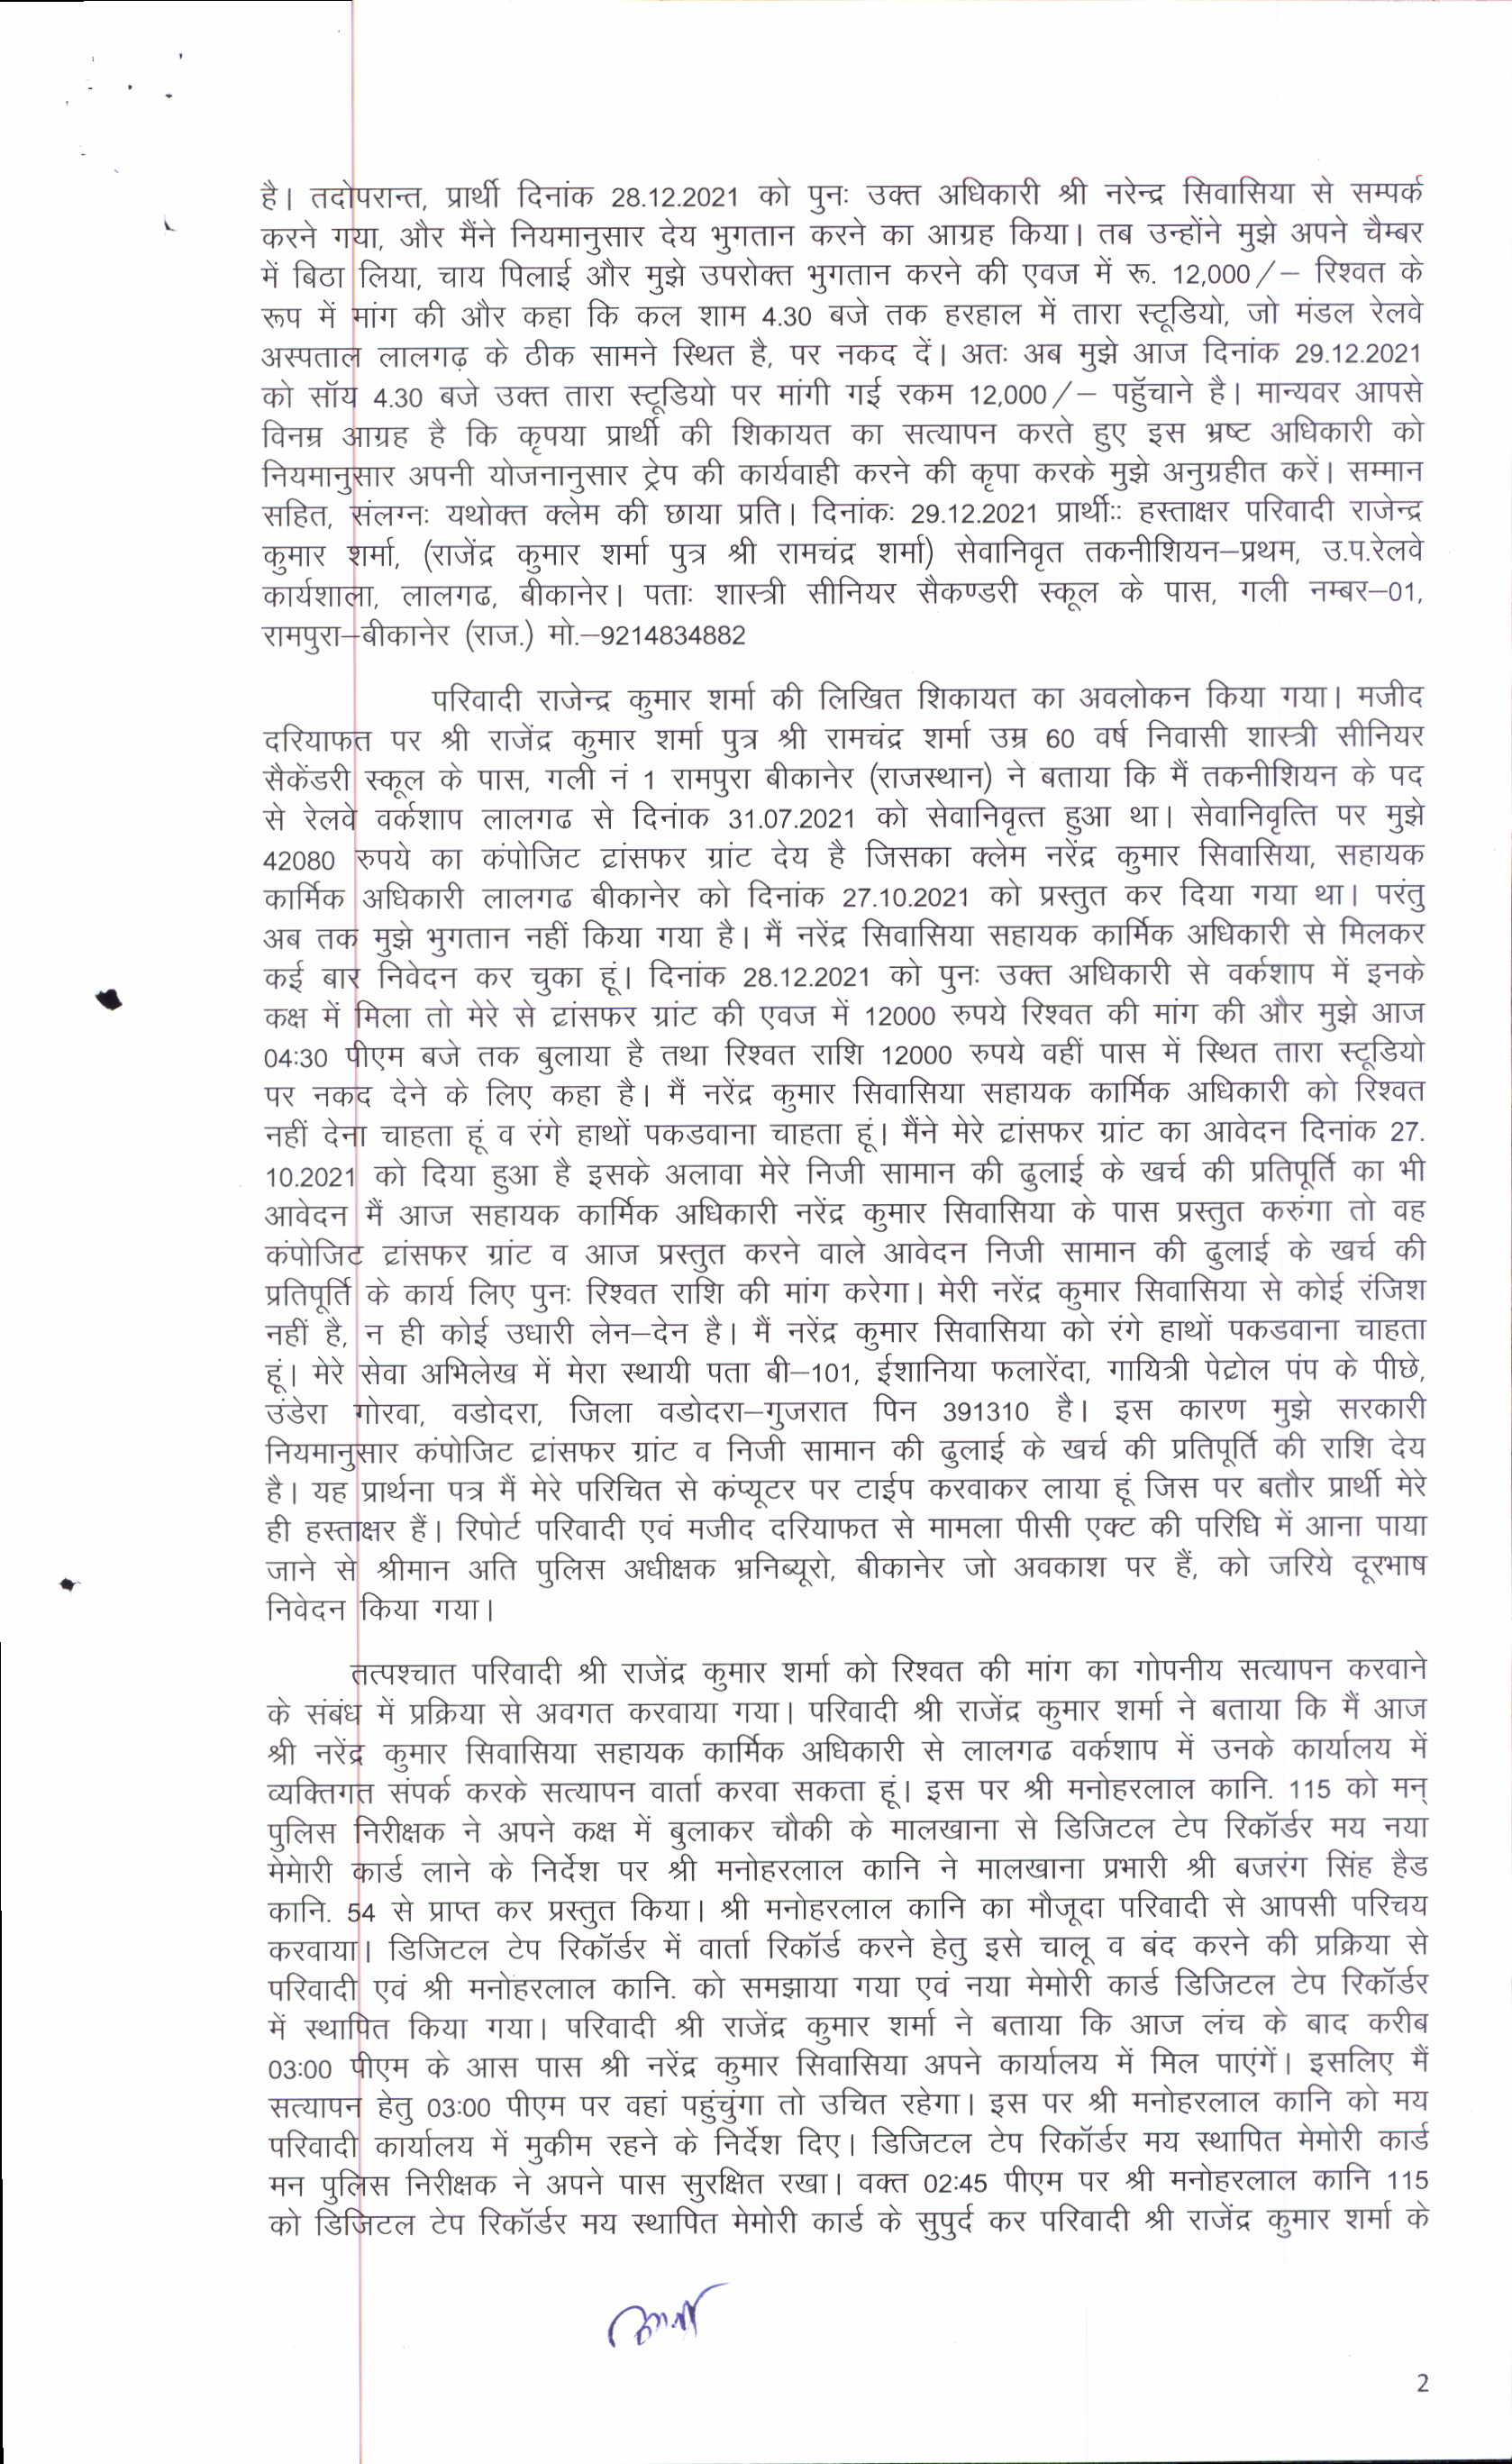 है। तदोपरान्त, प्रार्थी दिनांक 28.12.2021 को पुनः उक्त अधिकारी श्री नरेन्द्र सिवासिया से सम्पर्क
करने गया, और मैंने नियमानुसार देय भुगतान करने का आग्रह किया। तब उन्होंने मुझे अपने चैम्बर
में बिठा लिया, चाय पिलाई और मुझे उपरोक्त भुगतान करने की एवज में रू. 12,000/– रिश्वत के
रूप में मांग की और कहा कि कल शाम 4.30 बजे तक हरहाल में तारा स्टूडियो, जो मंडल रेलवे
अस्पताल लालगढ़ के ठीक सामने स्थित है, पर नकद दें। अतः अब मुझे आज दिनांक 29.12.2021
को सॉय 4.30 बजे उक्त तारा स्टूडियो पर मांगी गई रकम 12,000/– पहुॅचाने है। मान्यवर आपसे
विनम्र आग्रह है कि कृपया प्रार्थी की शिकायत का सत्यापन करते हुए इस भ्रष्ट अधिकारी को
नियमानुसार अपनी योजनानुसार ट्रेप की कार्यवाही करने की कृपा करके मुझे अनुग्रहीत करें। सम्मान
सहित, संलग्नः यथोक्त क्लेम की छाया प्रति। दिनांकः 29.12.2021 प्रार्थीः: हस्ताक्षर परिवादी राजेन्द्र
कुमार शर्मा, (राजेंद्र कुमार शर्मा पुत्र श्री रामचंद्र शर्मा) सेवानिवृत तकनीशियन–प्रथम, उ.प.रेलवे
कार्यशाला, लालगढ, बीकानेर। पताः शास्त्री सीनियर सैकण्डरी स्कूल के पास, गली नम्बर–01,
रामपुरा–बीकानेर (राज.) मो.–9214834882
परिवादी राजेन्द्र कुमार शर्मा की लिखित शिकायत का अवलोकन किया गया। मजीद
दरियाफत पर श्री राजेंद्र कुमार शर्मा पुत्र श्री रामचंद्र शर्मा उम्र 60 वर्ष निवासी शास्त्री सीनियर
सैकेंडरी स्कूल के पास, गली नं 1 रामपुरा बीकानेर (राजस्थान) ने बताया कि मैं तकनीशियन के पद
से रेलवे वर्कशाप लालगढ से दिनांक 31.07.2021 को सेवानिवृत्त हुआ था। सेवानिवृत्ति पर मुझे
42080 रुपये का कंपोजिट ट्रांसफर ग्रांट देय है जिसका क्लेम नरेंद्र कुमार सिवासिया, सहायक
कार्मिक अधिकारी लालगढ बीकानेर को दिनांक 27.10.2021 को प्रस्तुत कर दिया गया था। परंतु
अब तक मुझे भुगतान नहीं किया गया है। मैं नरेंद्र सिवासिया सहायक कार्मिक अधिकारी से मिलकर
कई बार निवेदन कर चुका हूं। दिनांक 28.12.2021 को पुनः उक्त अधिकारी से वर्कशाप में इनके
कक्ष में मिला तो मेरे से ट्रांसफर ग्रांट की एवज में 12000 रुपये रिश्वत की मांग की और मुझे आज
04:30 पीएम बजे तक बुलाया है तथा रिश्वत राशि 12000 रुपये वहीं पास में स्थित तारा स्टूडियो
पर नकद देने के लिए कहा है। मैं नरेंद्र कुमार सिवासिया सहायक कार्मिक अधिकारी को रिश्वत
नहीं देना चाहता हूं व रंगे हाथों पकडवाना चाहता हूं। मैंने मेरे ट्रांसफर ग्रांट का आवेदन दिनांक 27.
10.2021 को दिया हुआ है इसके अलावा मेरे निजी सामान की ढुलाई के खर्च की प्रतिपूर्ति का भी
आवेदन मैं आज सहायक कार्मिक अधिकारी नरेंद्र कुमार सिवासिया के पास प्रस्तुत करुंगा तो वह
कंपोजिट ट्रांसफर ग्रांट व आज प्रस्तुत करने वाले आवेदन निजी सामान की ढुलाई के खर्च की
प्रतिपूर्ति के कार्य लिए पुनः रिश्वत राशि की मांग करेगा। मेरी नरेंद्र कुमार सिवासिया से कोई रंजिश
नहीं है, न ही कोई उधारी लेन–देन है। मैं नरेंद्र कुमार सिवासिया को रंगे हाथों पकडवाना चाहता
हूं। मेरे सेवा अभिलेख में मेरा स्थायी पता बी–101, ईशानिया फलारेंदा, गायित्री पेट्रोल पंप के पीछे,
उंडेरा गोरवा, वडोदरा, जिला वडोदरा–गुजरात पिन 391310 है। इस कारण मुझे सरकारी
नियमानुसार कंपोजिट ट्रांसफर ग्रांट व निजी सामान की ढुलाई के खर्च की प्रतिपूर्ति की राशि देय
है। यह प्रार्थना पत्र मैं मेरे परिचित से कंप्यूटर पर टाईप करवाकर लाया हूं जिस पर बतौर प्रार्थी मेरे
ही हस्ताक्षर हैं। रिपोर्ट परिवादी एवं मजीद दरियाफत से मामला पीसी एक्ट की परिधि में आना पाया
जाने से श्रीमान अति पुलिस अधीक्षक भ्रनिब्यूरो, बीकानेर जो अवकाश पर हैं, को जरिये दूरभाष
निवेदन किया गया।
तत्पश्चात परिवादी श्री राजेंद्र कुमार शर्मा को रिश्वत की मांग का गोपनीय सत्यापन करवाने
के संबंध में प्रक्रिया से अवगत करवाया गया। परिवादी श्री राजेंद्र कुमार शर्मा ने बताया कि मैं आज
श्री नरेंद्र कुमार सिवासिया सहायक कार्मिक अधिकारी से लालगढ वर्कशाप में उनके कार्यालय में
व्यक्तिगत संपर्क करके सत्यापन वार्ता करवा सकता हूं। इस पर श्री मनोहरलाल कानि. 115 को मन्
पुलिस निरीक्षक ने अपने कक्ष में बुलाकर चौकी के मालखाना से डिजिटल टेप रिकॉर्डर मय नया
मेमेारी कार्ड लाने के निर्देश पर श्री मनोहरलाल कानि ने मालखाना प्रभारी श्री बजरंग सिंह हैड
कानि. 54 से प्राप्त कर प्रस्तुत किया। श्री मनोहरलाल कानि का मौजूदा परिवादी से आपसी परिचय
करवाया। डिजिटल टेप रिकॉर्डर में वार्ता रिकॉर्ड करने हेतु इसे चालू व बंद करने की प्रक्रिया से
परिवादी एवं श्री मनोहरलाल कानि. को समझाया गया एवं नया मेमोरी कार्ड डिजिटल टेप रिकॉर्डर
में स्थापित किया गया। परिवादी श्री राजेंद्र कुमार शर्मा ने बताया कि आज लंच के बाद करीब
03:00 पीएम के आस पास श्री नरेंद्र कुमार सिवासिया अपने कार्यालय में मिल पाएंगें। इसलिए मैं
सत्यापन हेतु 03:00 पीएम पर वहां पहुंचुंगा तो उचित रहेगा। इस पर श्री मनोहरलाल कानि को मय
परिवादी कार्यालय में मुकीम रहने के निर्देश दिए। डिजिटल टेप रिकॉर्डर मय स्थापित मेमोरी कार्ड
मन पुलिस निरीक्षक ने अपने पास सुरक्षित रखा। वक्त 02:45 पीएम पर श्री मनोहरलाल कानि 115
को डिजिटल टेप रिकॉर्डर मय स्थापित मेमोरी कार्ड के सुपुर्द कर परिवादी श्री राजेंद्र कुमार शर्मा के
2